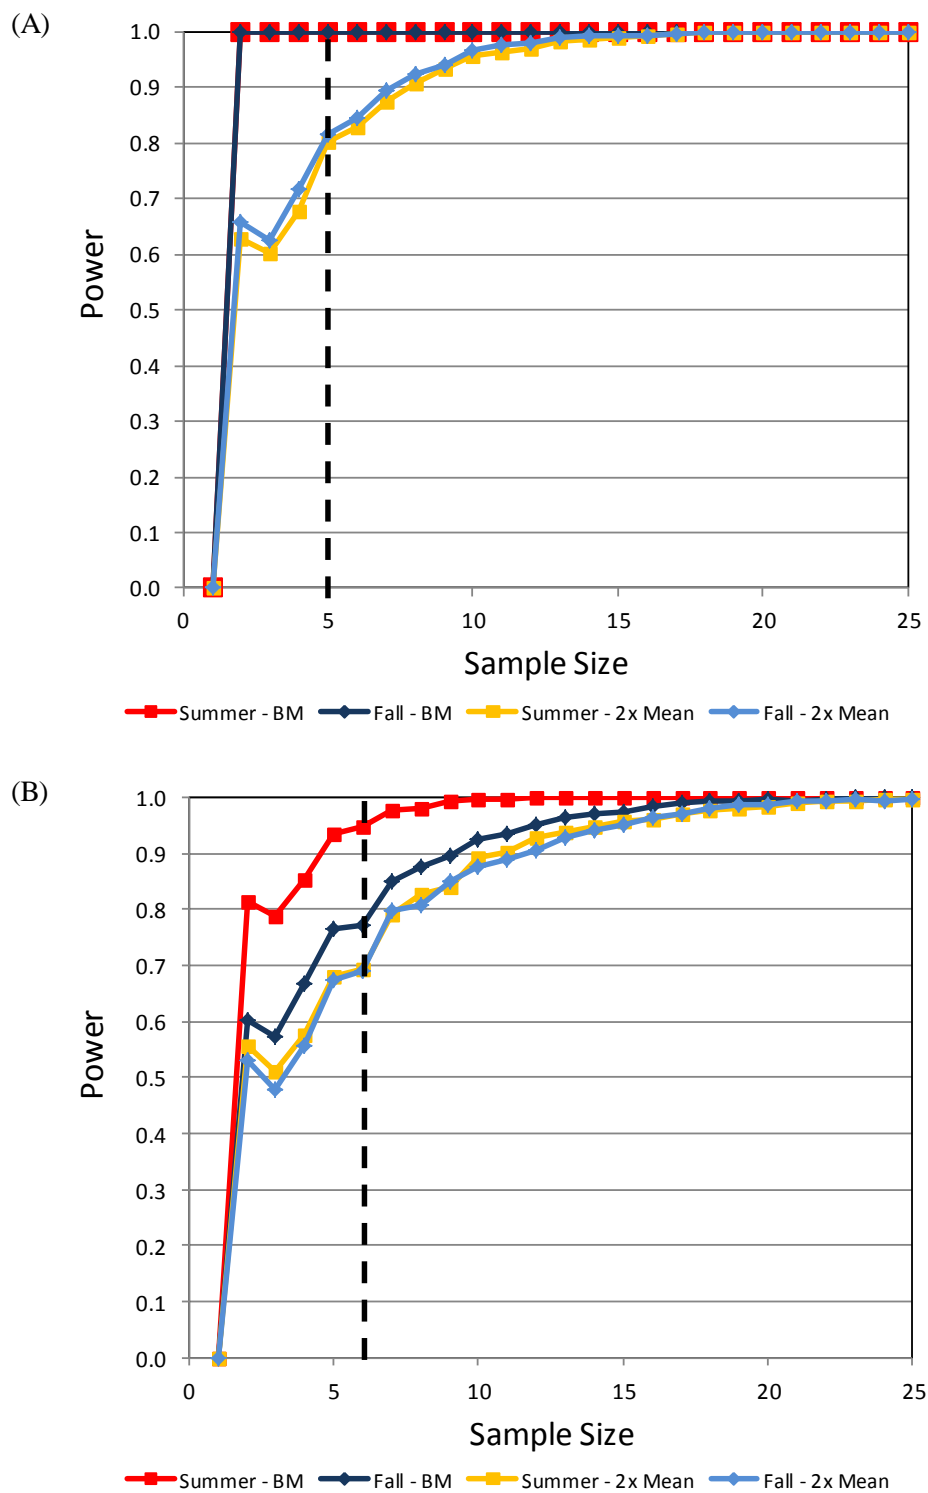 (A)
1.0
0.9
0.8
0.7
0.6
0.5
0.4
0.3
0.2
0.1
0.0
Power
0 5 10 15 20 25
Sample Size
Summer - BM Fall - BM Summer - 2x Mean Fall - 2x Mean
(B)
1.0
0.9
0.8
0.7
0.6
0.5
0.4
0.3
0.2
0.1
0.0
Power
0 5 10 15 20 25
Sample Size
Summer - BM Fall - BM Summer - 2x Mean Fall - 2x Mean